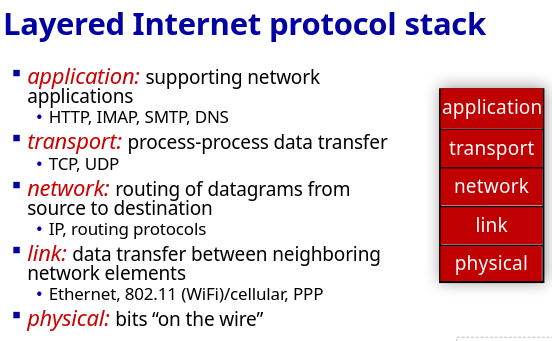 Layered Internet protocol stack
▪ application: supporting network
applications
• HTTP, IMAP, SMTP, DNS
▪ transport: process-process data transfer
• TCP, UDP
▪ network: routing of datagrams from
source to destination
• IP, routing protocols
▪ link: data transfer between neighboring
network elements
• Ethernet, 802.11 (WiFi)/cellular, PPP
▪ physical: bits “on the wire”
application
transport
network
link
physical